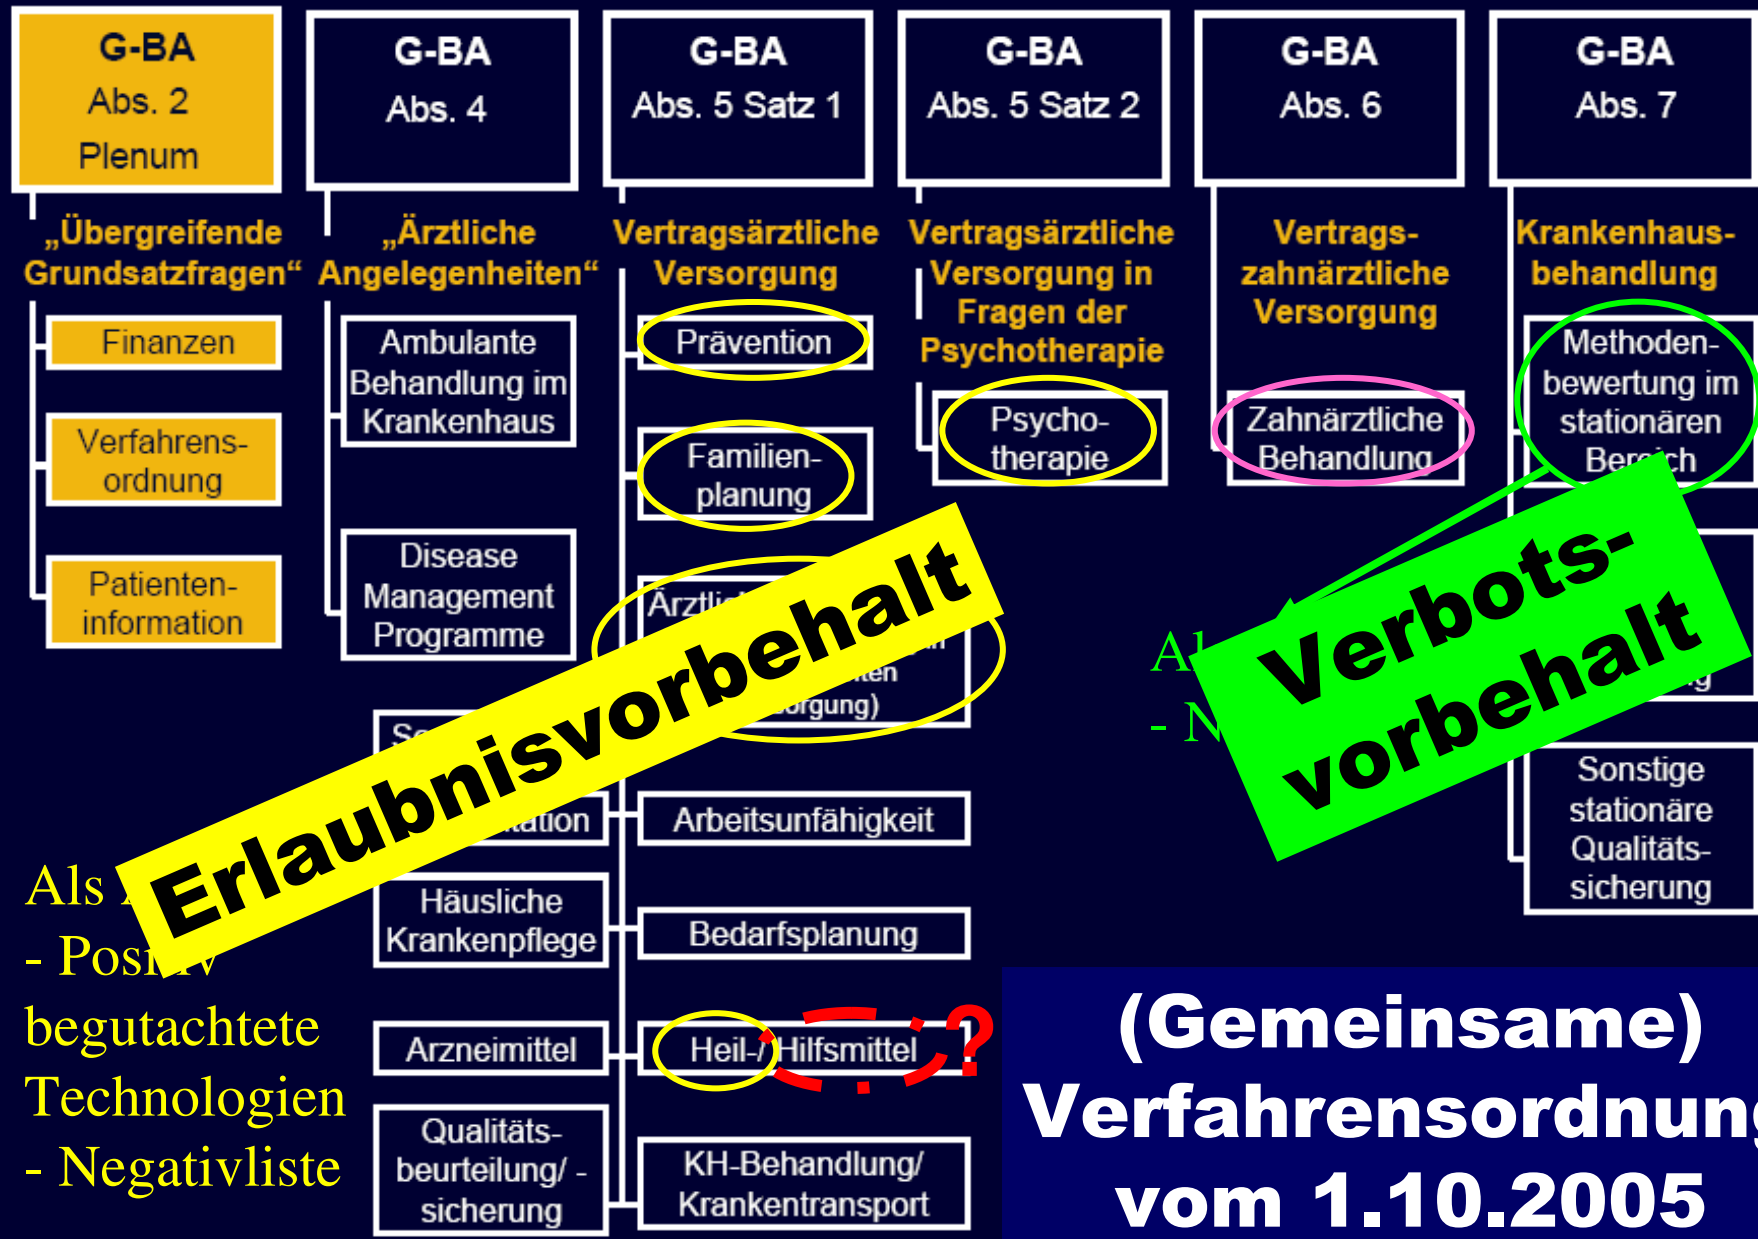 G-BA
Abs. 2
Plenum
G-BA
Abs. 4
G-BA
Abs. 5 Satz 1
G-BA
Abs. 5 Satz 2
G-BA
Abs. 6
G-BA
Abs. 7
„Übergreifende
Grundsatzfragen“
Finanzen
Verfahrens-
ordnung
Patienten-
information
„Ärztliche
Angelegenheiten“
Ambulante
Behandlung im
Krankenhaus
Disease
Management
Programme
Vertragsärztliche
Versorgung
Prävention
Familien-
planung
Arbeitsunfähigkeit
Häusliche
Krankenpflege
Bedarfsplanung
Arzneimittel
Heil-/ Hilfsmittel
?
Qualitäts-
beurteilung/ -
sicherung
KH-Behandlung/
Krankentransport
Vertragsärztliche
Versorgung in
Fragen der
Psychotherapie
Psycho-
therapie
Vertrags-
zahnärztliche
Versorgung
Zahnärztliche
Behandlung
Krankenhaus-
behandlung
Methoden-
bewertung im
stationären
Bereich
Sonstige
stationäre
Qualitäts-
sicherung
Erlaubnisvorbehalt
Verbots-
vorbehalt
Als
- Positiv
begutachtete
Technologien
- Negativliste
(Gemeinsame)
Verfahrensordnung
vom 1.10.2005